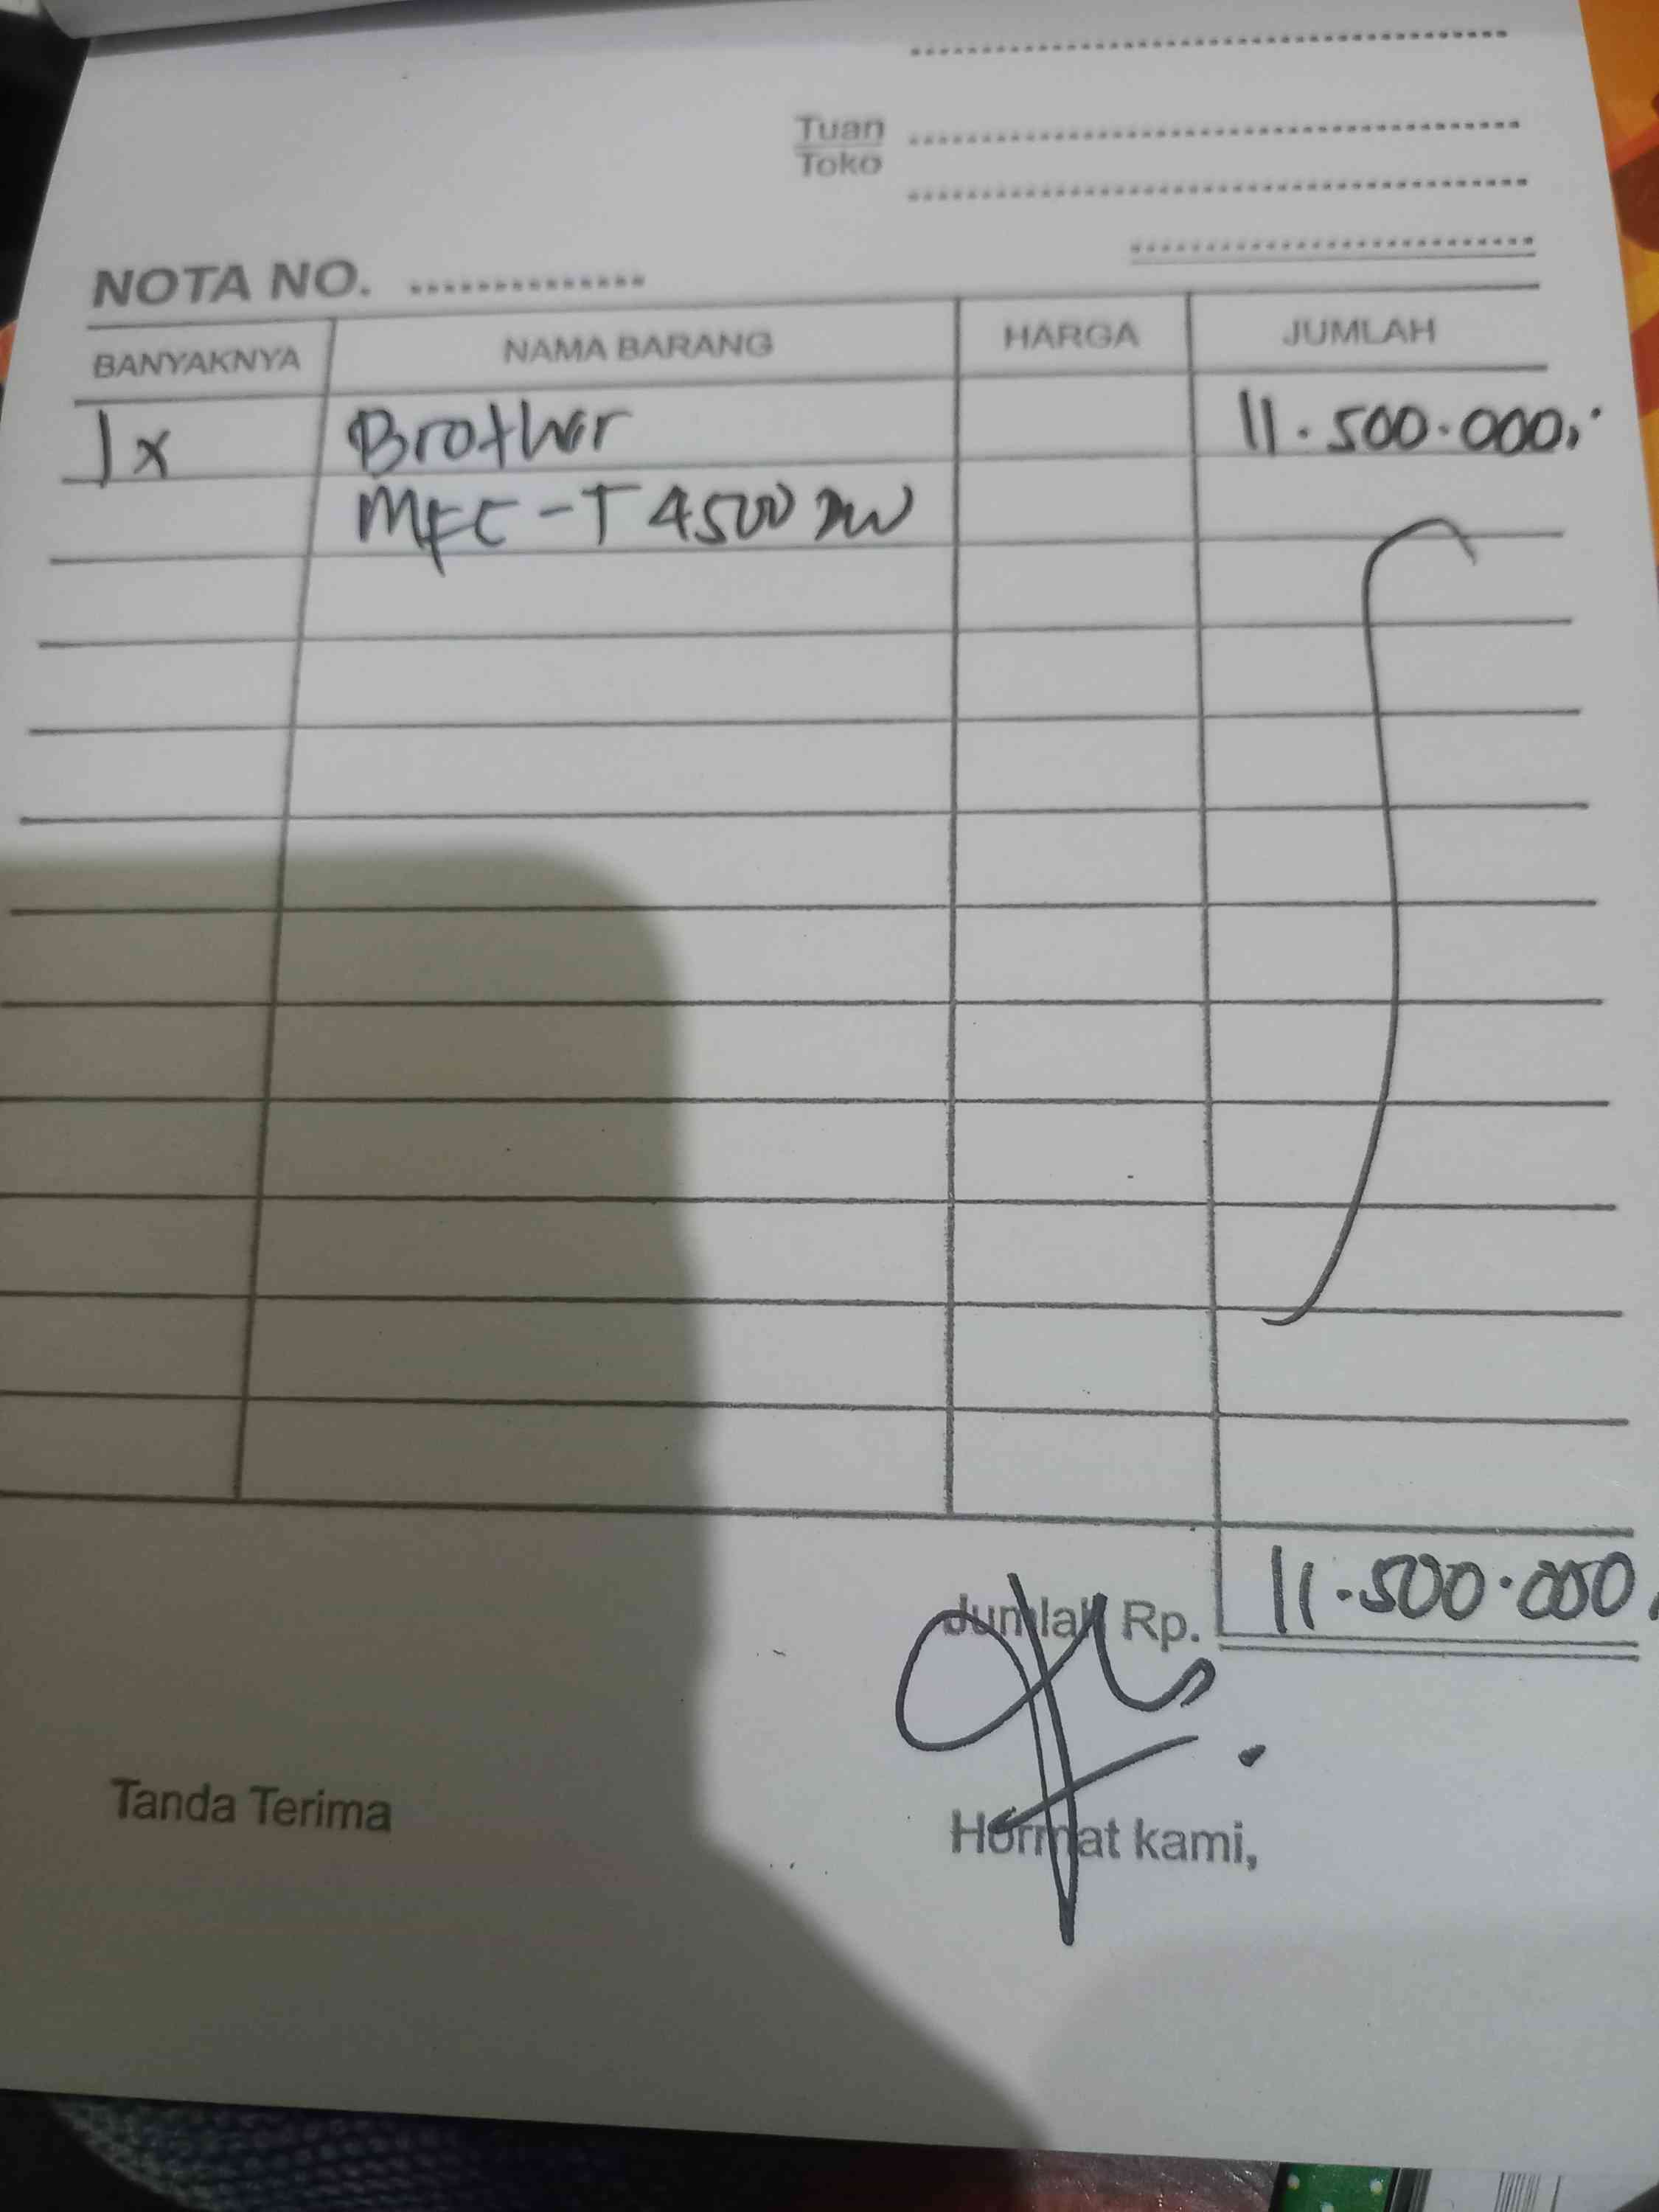 Tuan
Toko
NOTA NO.
BANYAKNYA NAMA BARANG HARGA JUMLAH
1x Brother 11.500.000,-
MFC-T4500DW
Jumlah Rp. 11.500.000,
Tanda Terima Hormat kami,